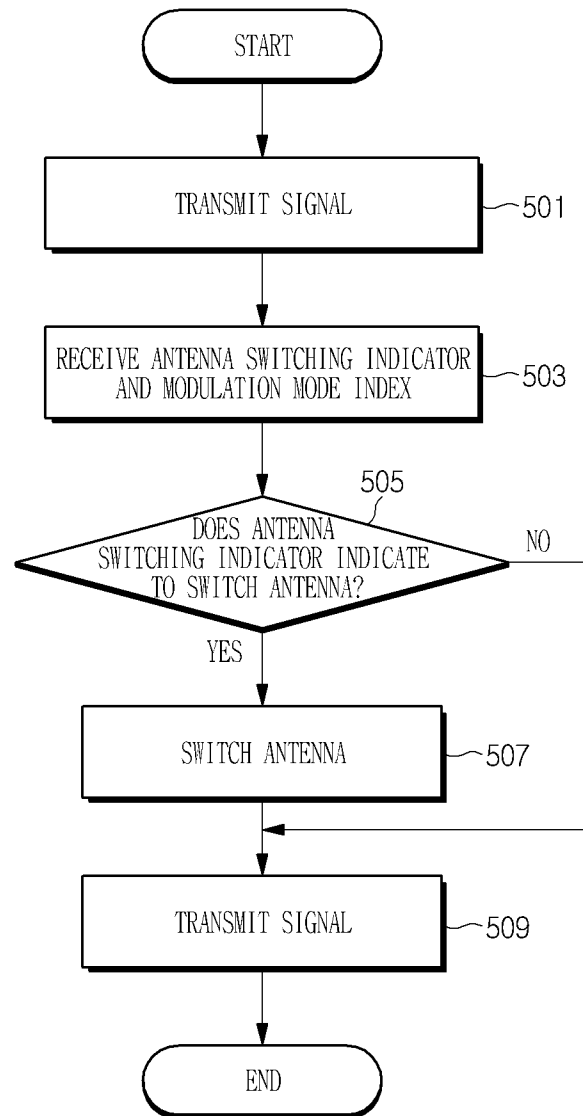 START
TRANSMIT SIGNAL
501
RECEIVE ANTENNA SWITCHING INDICATOR
AND MODULATION MODE INDEX
503
505
DOES ANTENNA
SWITCHING INDICATOR INDICATE
TO SWITCH ANTENNA?
NO
YES
SWITCH ANTENNA
507
TRANSMIT SIGNAL
509
END